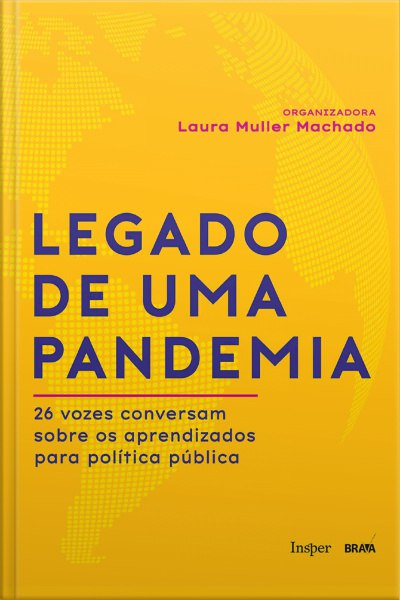 ORGANIZADORA
Laura Muller Machado
LEGADO
DE UMA
PANDEMIA
26 vozes conversam
sobre os aprendizados
para política pública
Insper BRAVA